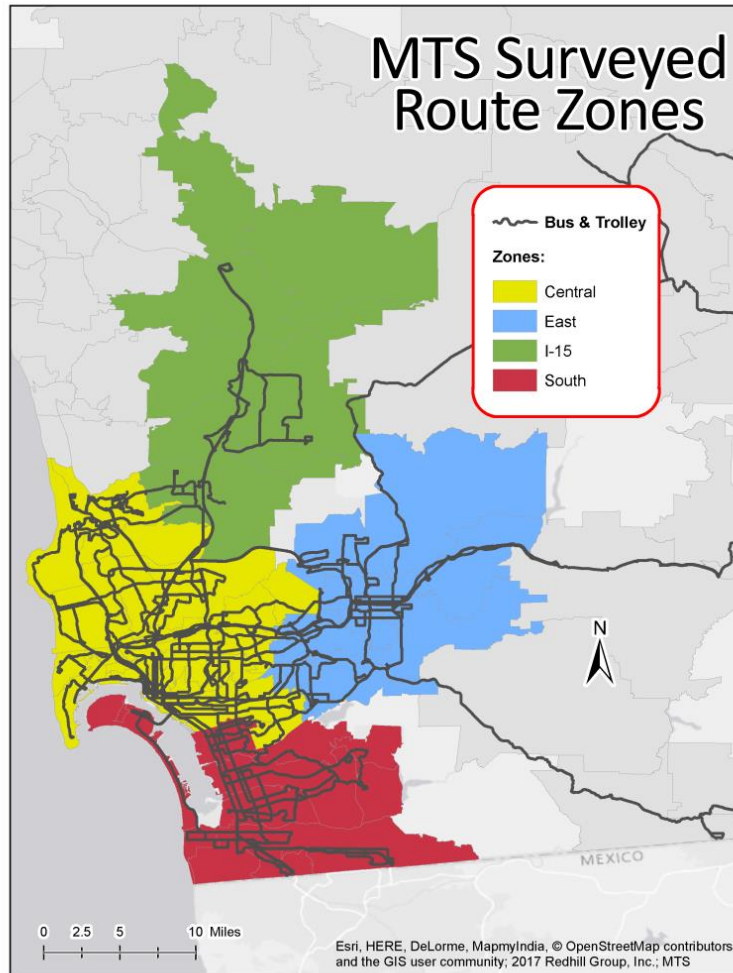 MTS Surveyed
Route Zones
Bus & Trolley
Zones:
Central
East
I-15
South
N
MEXICO
0 2.5 5 10 Miles
Esri, HERE, DeLorme, MapmyIndia, © OpenStreetMap contributors
and the GIS user community; 2017 Redhill Group, Inc.; MTS